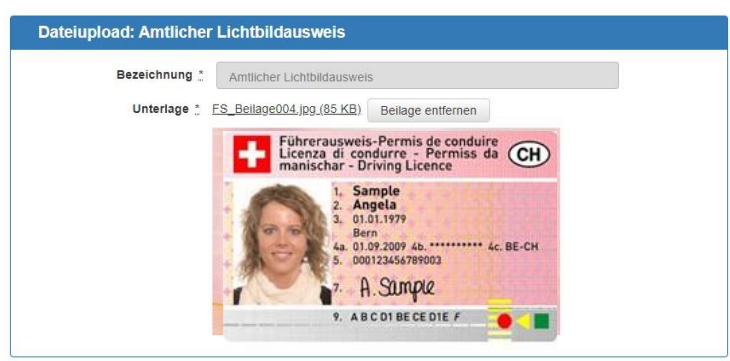 Dateiupload: Amtlicher Lichtbildausweis
Bezeichnung *
Amtlicher Lichtbildausweis
Unterlage *
FS_Beilage004.jpg (85 KB)
Beilage entfernen
Führerausweis-Permis de conduire
Licenza di condurre - Permiss da
manischar - Driving Licence
CH
1. Sample
2. Angela
3. 01.01.1979
Bern
4a. 01.09.2009 4b. ********** 4c. BE-CH
5. 000123456789003
7. A. Sample
9. A B C D1 BE CE D1E F